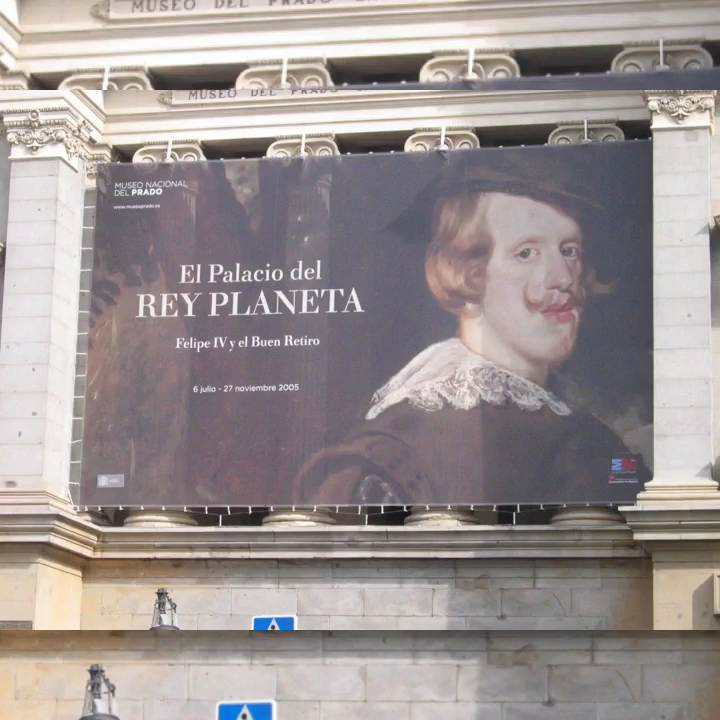 MUSEO DEL PRADO
MUSEO DEL PRADO
MUSEO NACIONAL
DEL PRADO
www.museoprado.es
El Palacio del
REY PLANETA
Felipe IV y el Buen Retiro
6 julio - 27 noviembre 2005